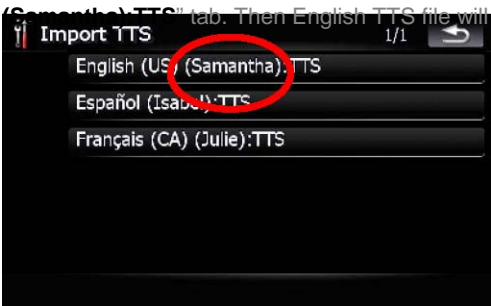 (Samantha):TTS" tab. Then English TTS file will
Import TTS 1/1
English (US) (Samantha):TTS
Español (Isabel):TTS
Français (CA) (Julie):TTS